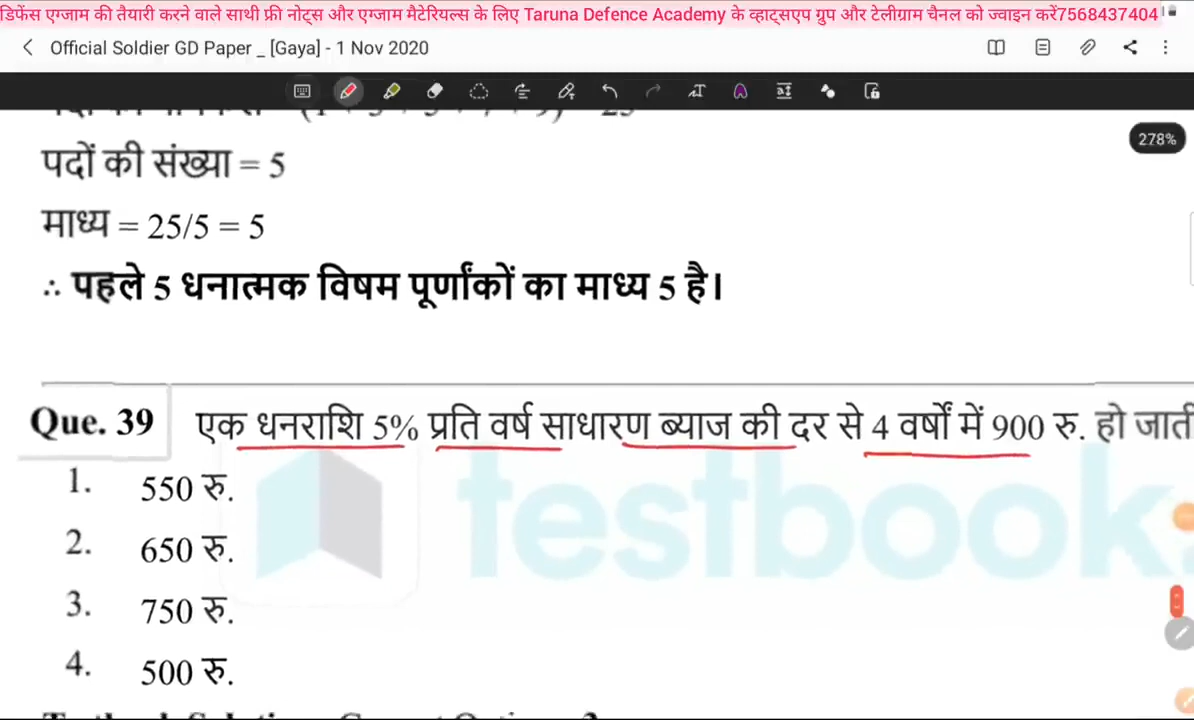 डिफेंस एग्जाम की तैयारी करने वाले साथी फ्री नोट्स और एग्जाम मैटेरियल्स के लिए Taruna Defence Academy के व्हाट्सएप ग्रुप और टेलीग्राम चैनल को ज्वाइन करें7568437404
Official Soldier GD Paper _ [Gaya] - 1 Nov 2020
278%
पदों की संख्या = 5
माध्य = 25/5 = 5
∴ पहले 5 धनात्मक विषम पूर्णांकों का माध्य 5 है।
Que. 39 एक धनराशि 5% प्रति वर्ष साधारण ब्याज की दर से 4 वर्षों में 900 रु. हो जाती
1. 550 रु.
2. 650 रु.
3. 750 रु.
4. 500 रु.
testbook